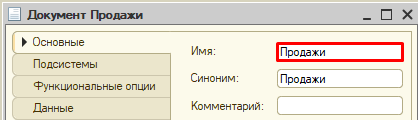 Документ Продажи
Основные
Подсистемы
Функциональные опции
Данные
Имя: Продажи
Синоним: Продажи
Комментарий: